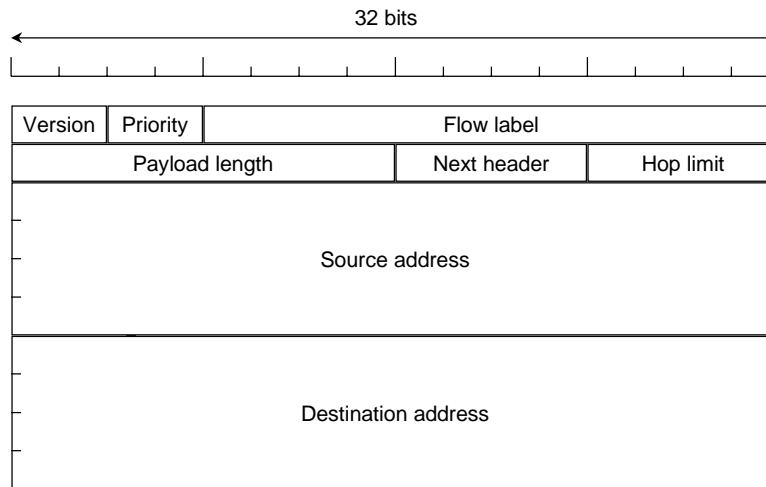 32 bits
Version Priority Flow label
Payload length Next header Hop limit
Source address
Destination address